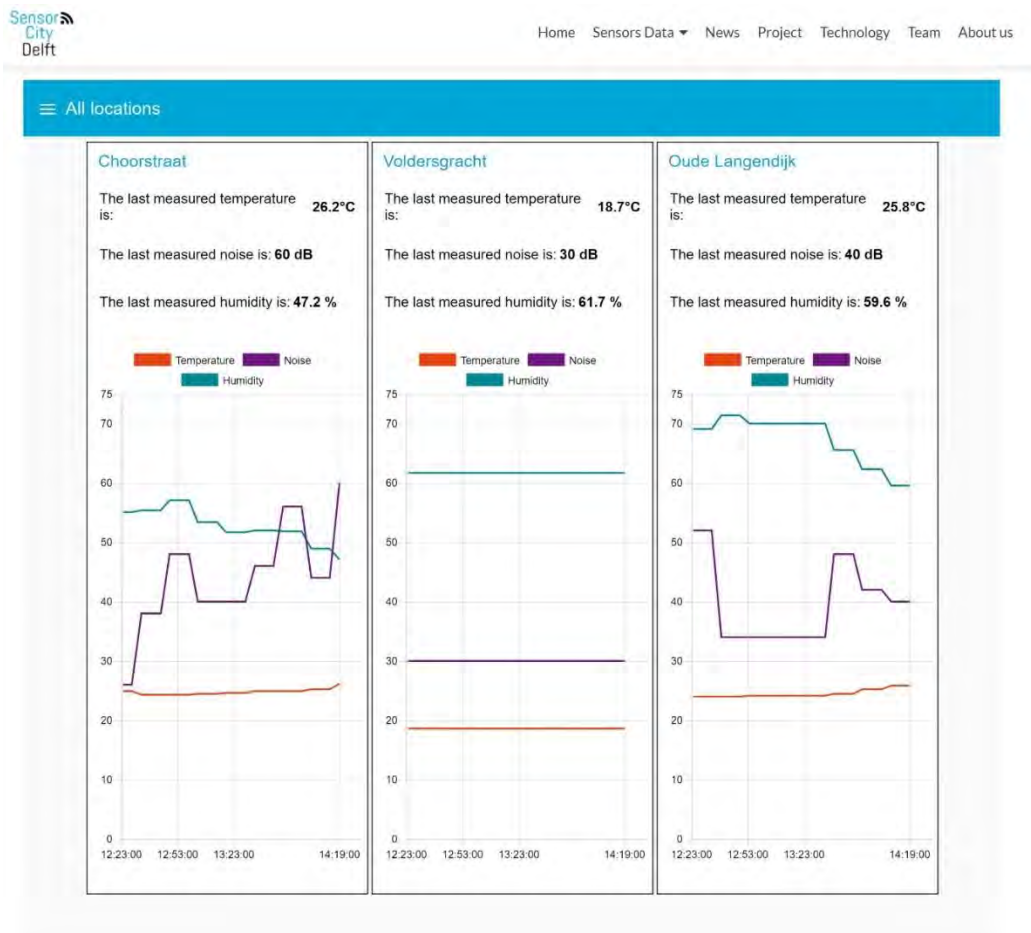 Sensor
City
Delft
Home Sensors Data News Project Technology Team About us
All locations
Choorstraat
The last measured temperature is: 26.2°C
The last measured noise is: 60 dB
The last measured humidity is: 47.2 %
Temperature Noise
Humidity
75
70
60
50
40
30
20
10
0
12:23:00 12:53:00 13:23:00 14:19:00
Voldersgracht
The last measured temperature is: 18.7°C
The last measured noise is: 30 dB
The last measured humidity is: 61.7 %
Temperature Noise
Humidity
75
70
60
50
40
30
20
10
0
12:23:00 12:53:00 13:23:00 14:19:00
Oude Langendijk
The last measured temperature is: 25.8°C
The last measured noise is: 40 dB
The last measured humidity is: 59.6 %
Temperature Noise
Humidity
75
70
60
50
40
30
20
10
0
12:23:00 12:53:00 13:23:00 14:19:00